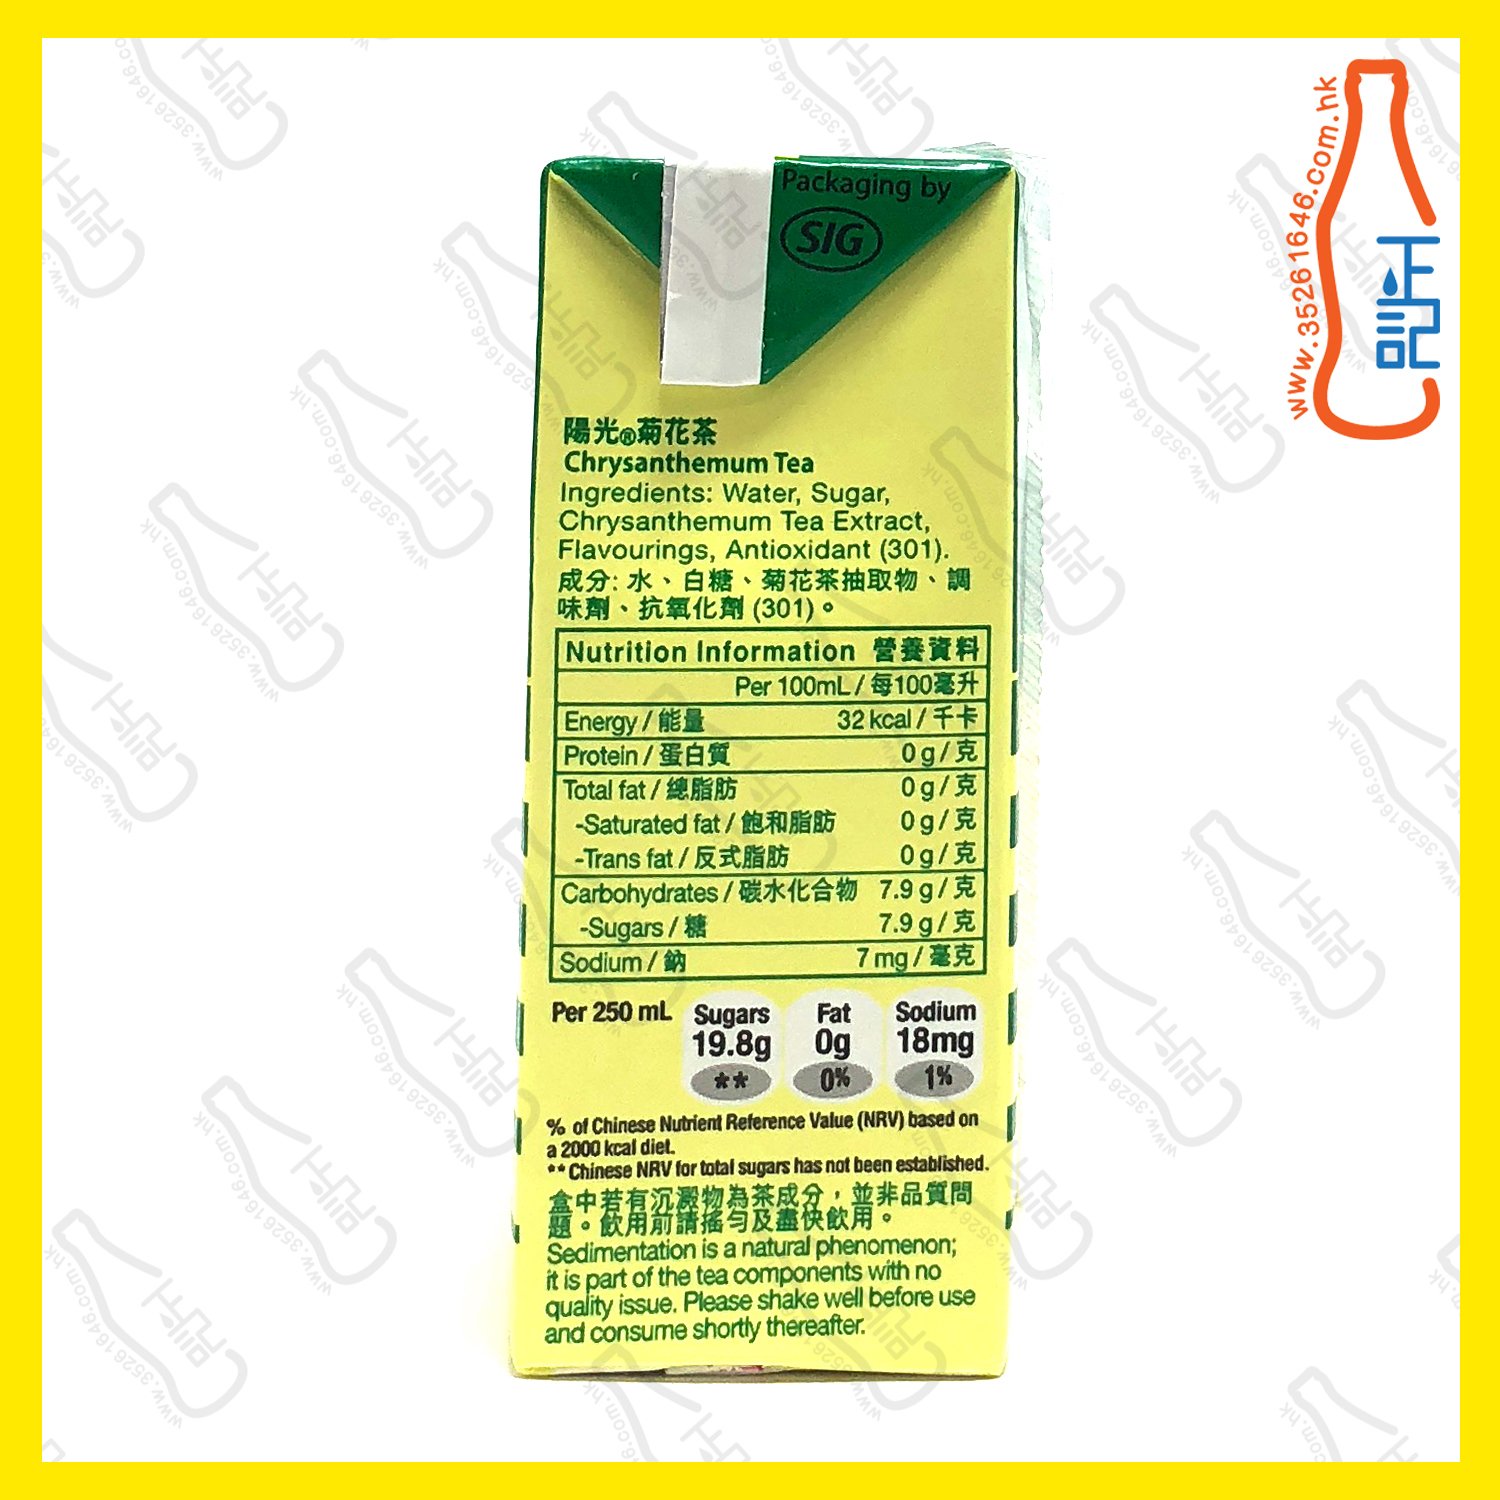 www.35261646.com.hk
正記
Packaging by
SIG
陽光®菊花茶
Chrysanthemum Tea
Ingredients: Water, Sugar,
Chrysanthemum Tea Extract,
Flavourings, Antioxidant (301).
成分: 水、白糖、菊花茶抽取物、調
味劑、抗氧化劑 (301)。
Nutrition Information 營養資料
Per 100mL / 每100毫升
Energy / 能量 32 kcal / 千卡
Protein / 蛋白質 0 g / 克
Total fat / 總脂肪 0 g / 克
-Saturated fat / 飽和脂肪 0 g / 克
-Trans fat / 反式脂肪 0 g / 克
Carbohydrates / 碳水化合物 7.9 g / 克
-Sugars / 糖 7.9 g / 克
Sodium / 鈉 7 mg / 毫克
Per 250 mL Sugars Fat Sodium
19.8g 0g 18mg
** 0% 1%
% of Chinese Nutrient Reference Value (NRV) based on
a 2000 kcal diet.
** Chinese NRV for total sugars has not been established.
盒中若有沉澱物為茶成分，並非品質問
題。飲用前請搖勻及盡快飲用。
Sedimentation is a natural phenomenon;
it is part of the tea components with no
quality issue. Please shake well before use
and consume shortly thereafter.